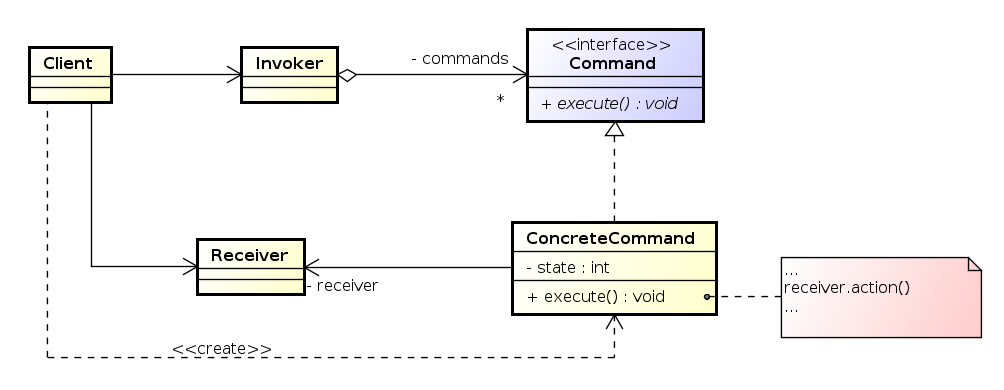 Client
Invoker
- commands
*
<<interface>>
Command
+ execute() : void
Receiver
- receiver
ConcreteCommand
- state : int
+ execute() : void
...
receiver.action()
...
<<create>>